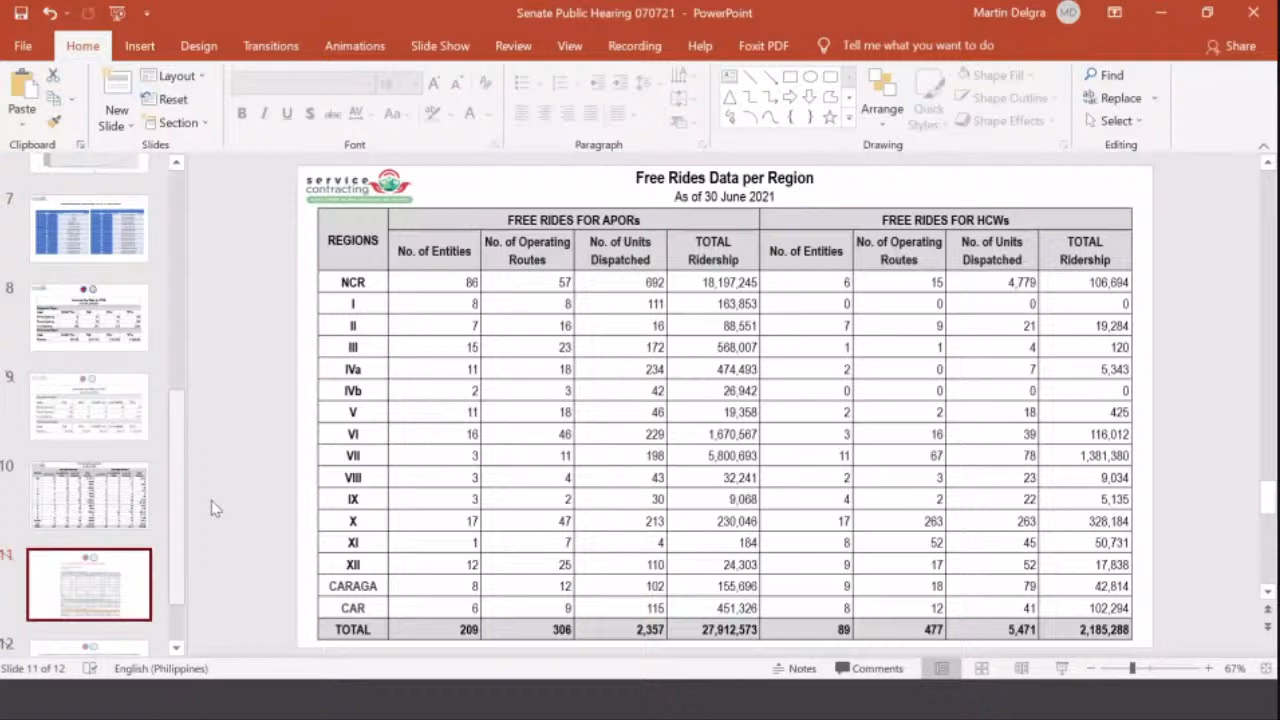 Senate Public Hearing 070721 - PowerPoint
Martin Delgra MD
File Home Insert Design Transitions Animations Slide Show Review View Recording Help Foxit PDF Tell me what you want to do Share
Paste
Clipboard
New Slide
Layout
Reset
Section
Slides
Font
Paragraph
Arrange
Quick Styles
Shape Fill
Shape Outline
Shape Effects
Drawing
Find
Replace
Select
Editing
7
8
9
10
11
12
service contracting
Free Rides Data per Region
As of 30 June 2021
REGIONS FREE RIDES FOR APORs FREE RIDES FOR HCWs
No. of Entities No. of Operating Routes No. of Units Dispatched TOTAL Ridership No. of Entities No. of Operating Routes No. of Units Dispatched TOTAL Ridership
NCR 86 57 692 18,197,245 6 15 4,779 106,694
I 8 8 111 163,853 0 0 0 0
II 7 16 16 88,551 7 9 21 19,284
III 15 23 172 568,007 1 1 4 120
IVa 11 18 234 474,493 2 0 7 5,343
IVb 2 3 42 26,942 0 0 0 0
V 11 18 46 19,358 2 2 18 425
VI 16 46 229 1,670,567 3 16 39 116,012
VII 3 11 198 5,800,693 11 67 78 1,381,380
VIII 3 4 43 32,241 2 3 23 9,034
IX 3 2 30 9,068 4 2 22 5,135
X 17 47 213 230,046 17 263 263 328,184
XI 1 7 4 184 8 52 45 50,731
XII 12 25 110 24,303 9 17 52 17,838
CARAGA 8 12 102 155,696 9 18 79 42,814
CAR 6 9 115 451,326 8 12 41 102,294
TOTAL 209 306 2,357 27,912,573 89 477 5,471 2,185,288
Slide 11 of 12 English (Philippines) Notes Comments 67%